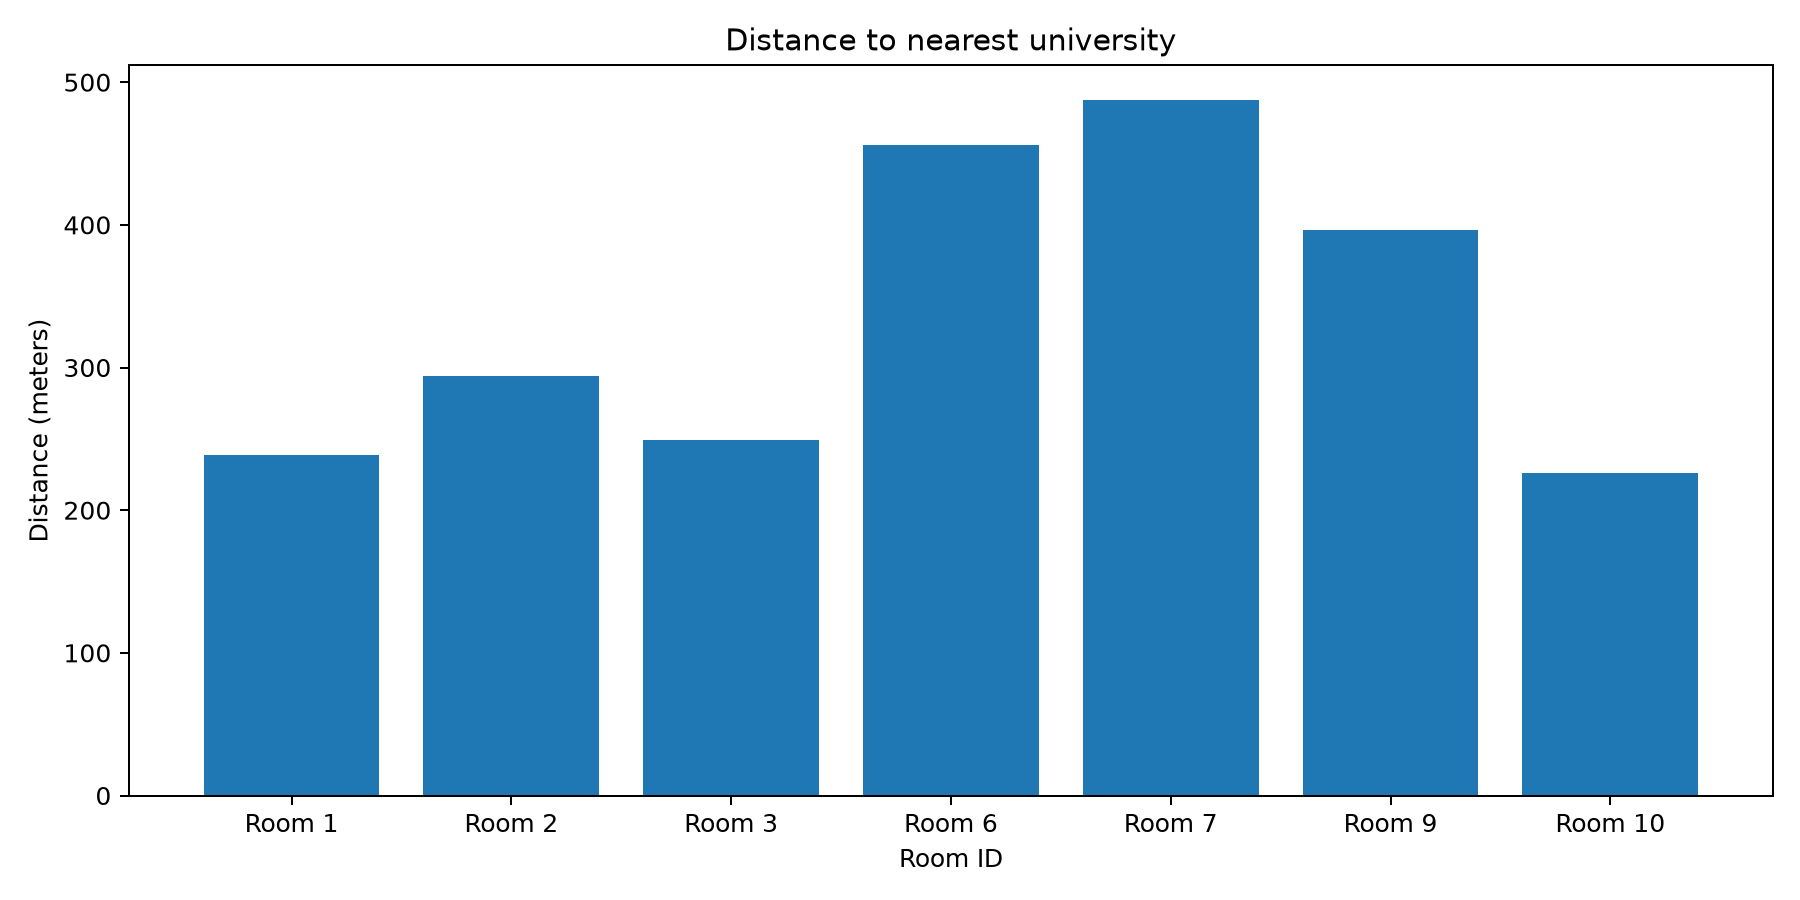 Distance to nearest university
500
400
300
200
100
0
Distance (meters)
Room 1
Room 2
Room 3
Room 6
Room 7
Room 9
Room 10
Room ID